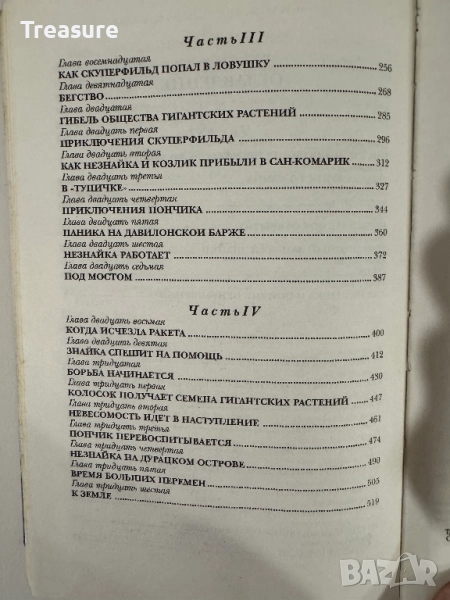 Treasure
Часть III
Глава восемнадцатая
КАК СКУПЕРФИЛЬД ПОПАЛ В ЛОВУШКУ 256
Глава девятнадцатая
БЕГСТВО 268
Глава двадцатая
ГИБЕЛЬ ОБЩЕСТВА ГИГАНТСКИХ РАСТЕНИЙ 285
Глава двадцать первая
ПРИКЛЮЧЕНИЯ СКУПЕРФИЛЬДА 296
Глава двадцать вторая
КАК НЕЗНАЙКА И КОЗЛИК ПРИБЫЛИ В САН-КОМАРИК 312
Глава двадцать третья
В «ТУПИЧКЕ» 327
Глава двадцать четвертая
ПРИКЛЮЧЕНИЯ ПОНЧИКА 344
Глава двадцать пятая
ПАНИКА НА ДАВИЛОНСКОЙ БИРЖЕ 360
Глава двадцать шестая
НЕЗНАЙКА РАБОТАЕТ 372
Глава двадцать седьмая
ПОД МОСТОМ 387
Часть IV
Глава двадцать восьмая
КОГДА ИСЧЕЗЛА РАКЕТА 400
Глава двадцать девятая
ЗНАЙКА СПЕШИТ НА ПОМОЩЬ 412
Глава тридцатая
БОРЬБА НАЧИНАЕТСЯ 430
Глава тридцать первая
КОЛОСОК ПОЛУЧАЕТ СЕМЕНА ГИГАНТСКИХ РАСТЕНИЙ 447
Глава тридцать вторая
НЕВЕСОМОСТЬ ИДЕТ В НАСТУПЛЕНИЕ 461
Глава тридцать третья
ПОНЧИК ПЕРЕВОСПИТЫВАЕТСЯ 474
Глава тридцать четвертая
НЕЗНАЙКА НА ДУРАЦКОМ ОСТРОВЕ 490
Глава тридцать пятая
ВРЕМЯ БОЛЬШИХ ПЕРЕМЕН 505
Глава тридцать шестая
К ЗЕМЛЕ 519
BAZAR